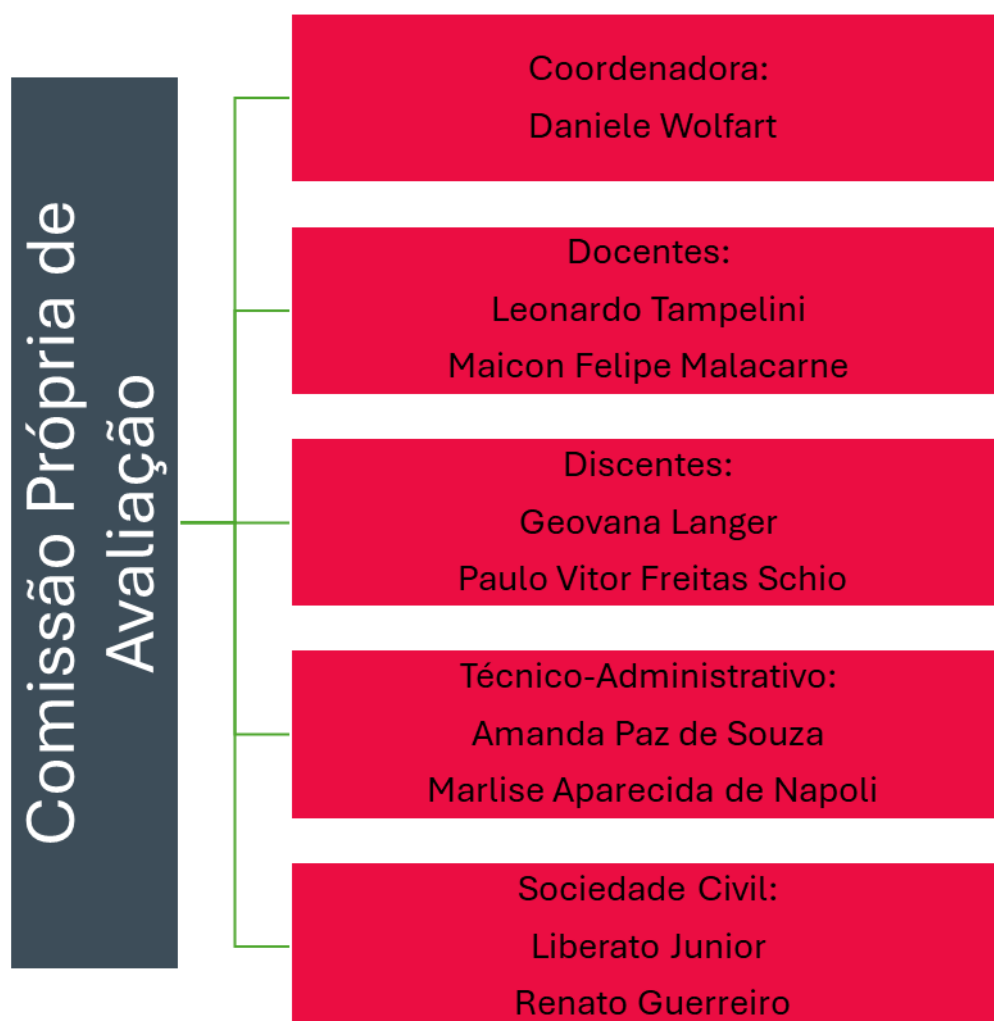 Comissão Própria de
Avaliação
Coordenadora:
Daniele Wolfart
Docentes:
Leonardo Tampelini
Maicon Felipe Malacarne
Discentes:
Geovana Langer
Paulo Vitor Freitas Schio
Técnico-Administrativo:
Amanda Paz de Souza
Marlise Aparecida de Napoli
Sociedade Civil:
Liberato Junior
Renato Guerreiro